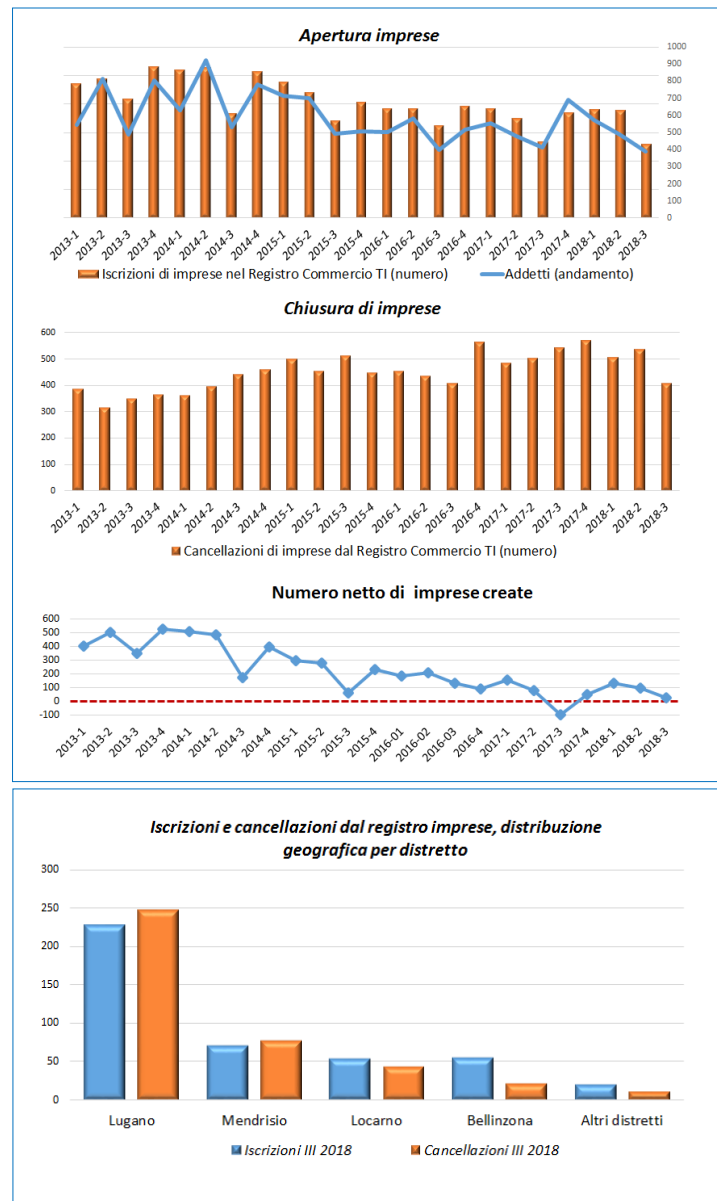 Apertura imprese
1000
900
800
700
600
500
400
300
200
100
0
2013-1 2013-2 2013-3 2013-4 2014-1 2014-2 2014-3 2014-4 2015-1 2015-2 2015-3 2015-4 2016-1 2016-2 2016-3 2016-4 2017-1 2017-2 2017-3 2017-4 2018-1 2018-2 2018-3
Iscrizioni di imprese nel Registro Commercio TI (numero) Addetti (andamento)
Chiusura di imprese
600
500
400
300
200
100
0
2013-1 2013-2 2013-3 2013-4 2014-1 2014-2 2014-3 2014-4 2015-1 2015-2 2015-3 2015-4 2016-1 2016-2 2016-3 2016-4 2017-1 2017-2 2017-3 2017-4 2018-1 2018-2 2018-3
Cancellazioni di imprese dal Registro Commercio TI (numero)
Numero netto di imprese create
600
500
400
300
200
100
0
-100
2013-1 2013-2 2013-3 2013-4 2014-1 2014-2 2014-3 2014-4 2015-1 2015-2 2015-3 2015-4 2016-01 2016-02 2016-03 2016-4 2017-1 2017-2 2017-3 2017-4 2018-1 2018-2 2018-3
Iscrizioni e cancellazioni dal registro imprese, distribuzione
geografica per distretto
300
250
200
150
100
50
0
Lugano Mendrisio Locarno Bellinzona Altri distretti
Iscrizioni III 2018 Cancellazioni III 2018